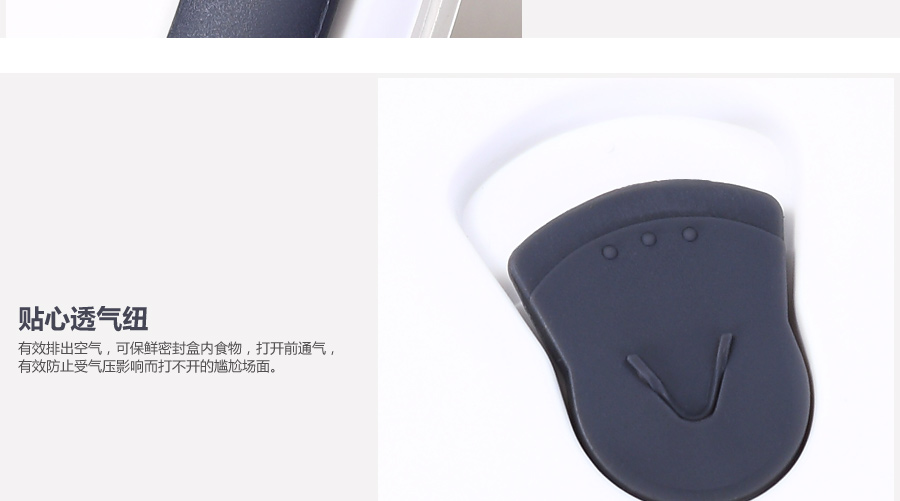 贴心透气纽
有效排出空气，可保鲜密封盒内食物，打开前通气，
有效防止受气压影响而打不开的尴尬场面。